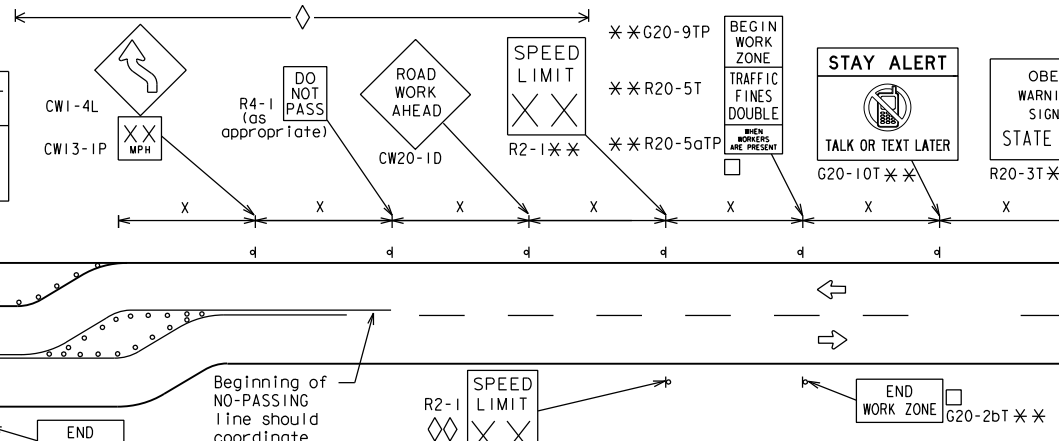 CW1-4L
CW13-1P
X X
MPH
R4-1
(as
appropriate)
DO
NOT
PASS
ROAD
WORK
AHEAD
CW20-1D
SPEED
LIMIT
X X
R2-1**
**G20-9TP
**R20-5T
**R20-5aTP
BEGIN
WORK
ZONE
TRAFFIC
FINES
DOUBLE
WHEN
WORKERS
ARE PRESENT
STAY ALERT
TALK OR TEXT LATER
G20-10T **
OBE
WARNI
SIGN
STATE
R20-3T*
X X X X X X X
Beginning of
NO-PASSING
line should
coordinate
R2-1
SPEED
LIMIT
X X
END
WORK ZONE
G20-2bT **
END